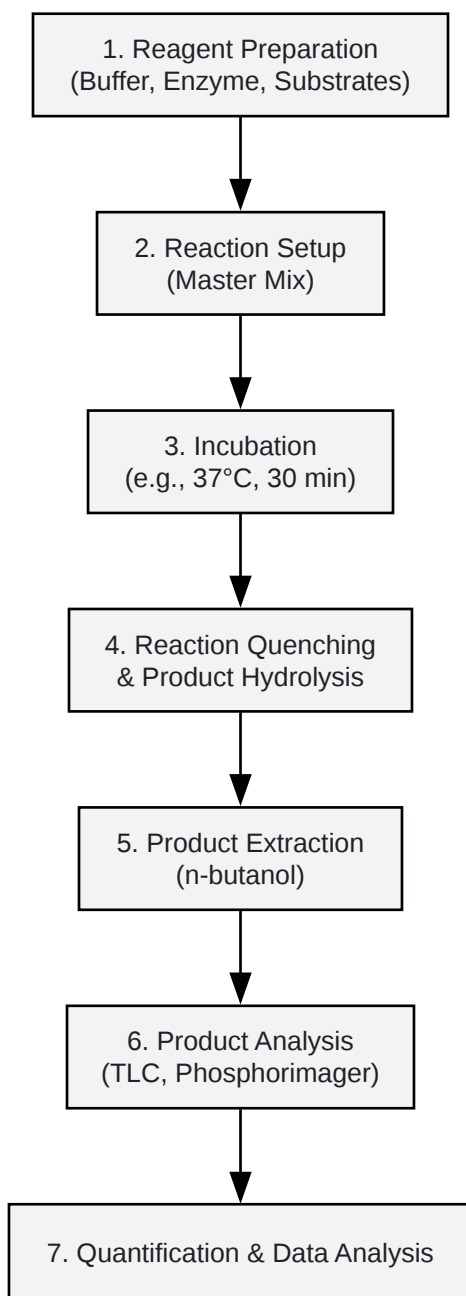 1. Reagent Preparation
(Buffer, Enzyme, Substrates)
2. Reaction Setup
(Master Mix)
3. Incubation
(e.g., 37°C, 30 min)
4. Reaction Quenching
& Product Hydrolysis
5. Product Extraction
(n-butanol)
6. Product Analysis
(TLC, Phosphorimager)
7. Quantification & Data Analysis